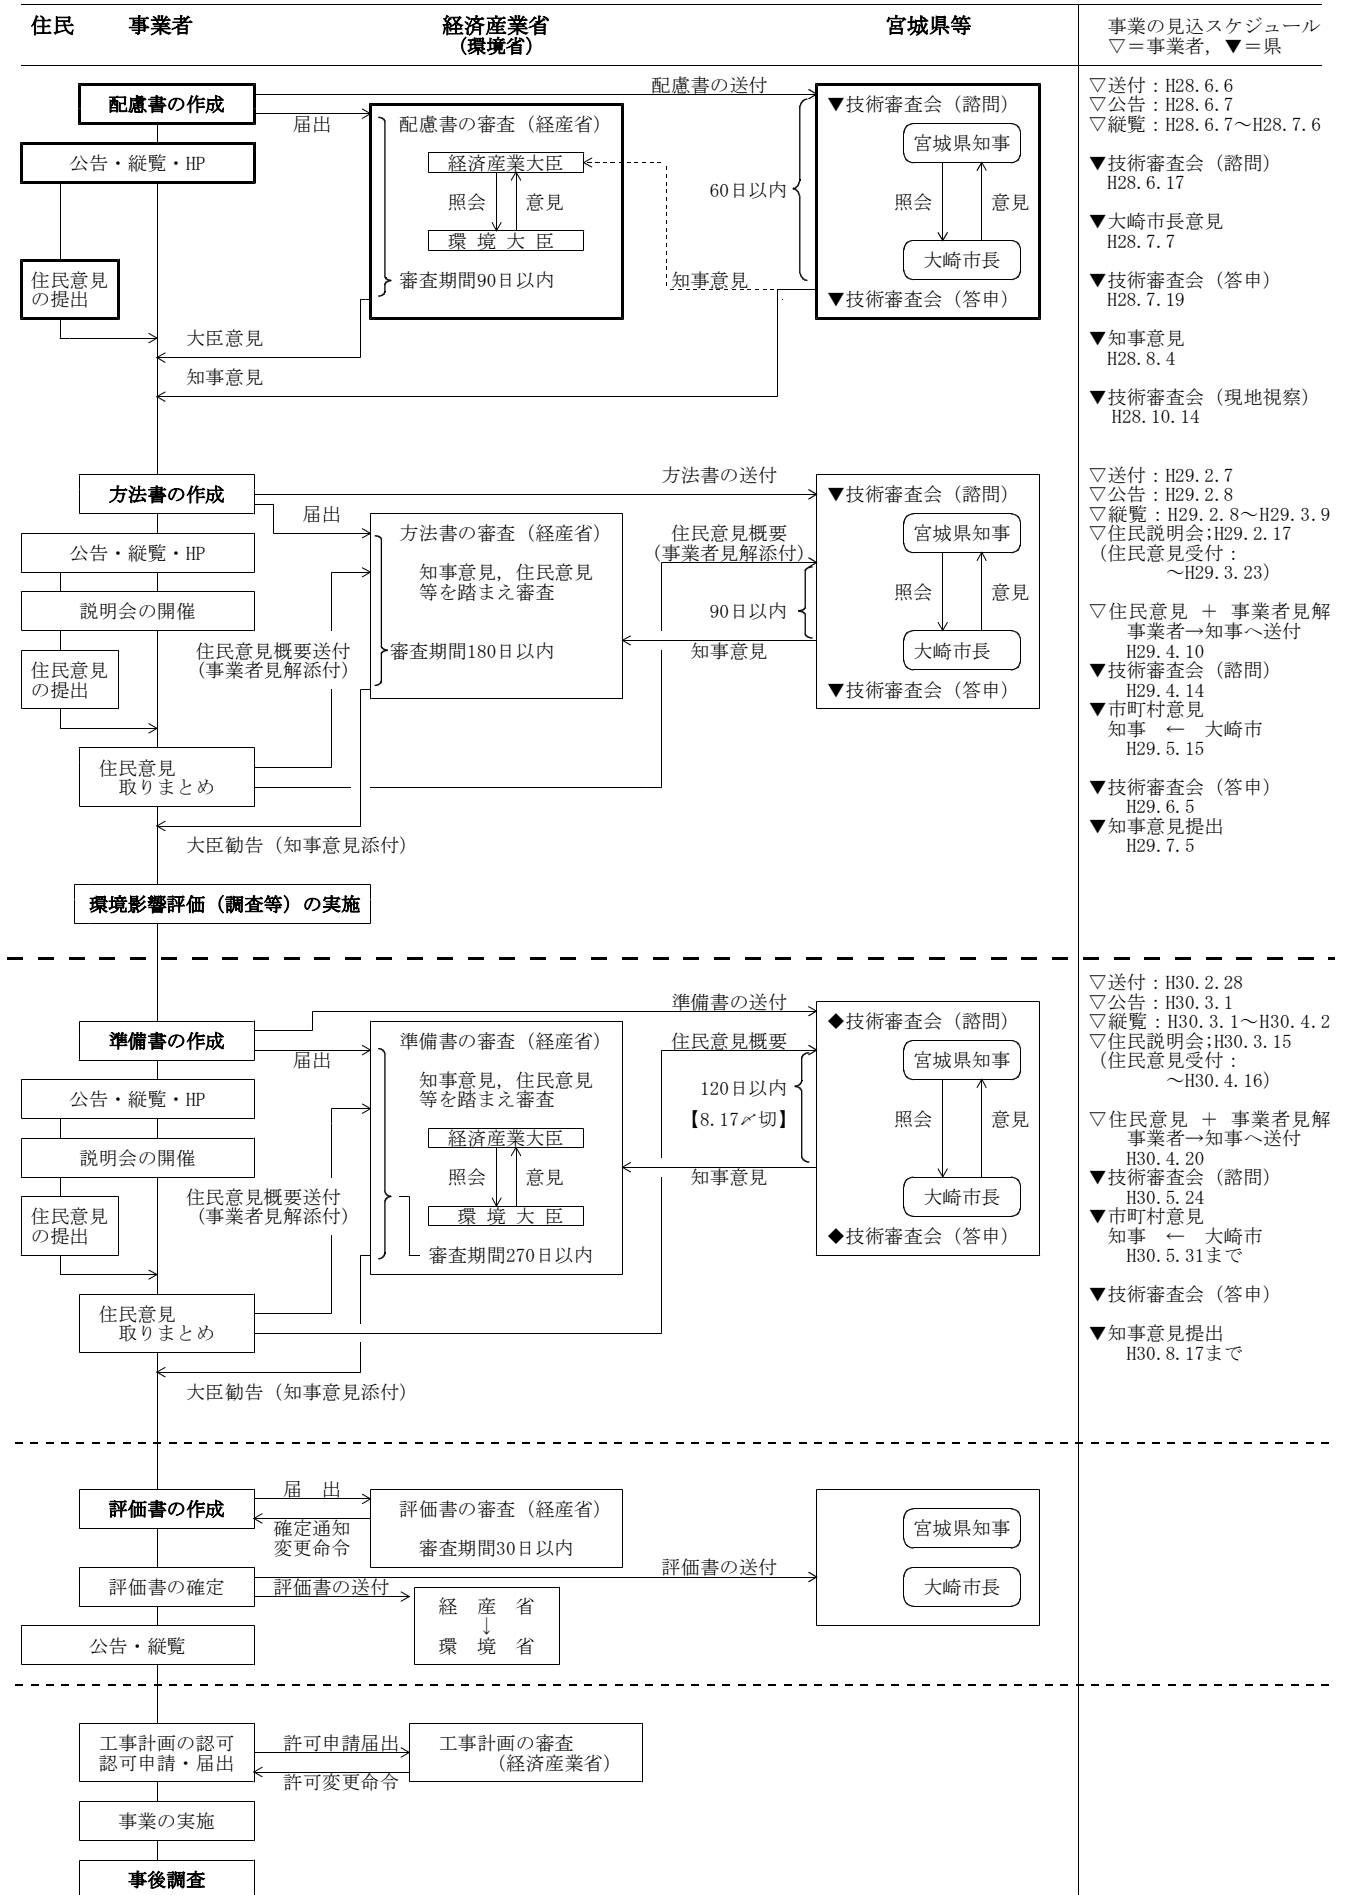 住民 事業者 経済産業省 宮城県等 事業の見込スケジュール
(環境省) ▽＝事業者，▼＝県
配慮書の作成
配慮書の送付
届出
公告・縦覧・HP
住民意見
の提出
配慮書の審査（経産省）
経済産業大臣
照会 意見
環 境 大 臣
審査期間90日以内
60日以内
知事意見
▼技術審査会（諮問）
宮城県知事
照会 意見
大崎市長
▼技術審査会（答申）
大臣意見
知事意見
▽送付：H28.6.6
▽公告：H28.6.7
▽縦覧：H28.6.7～H28.7.6
▼技術審査会（諮問）
H28.6.17
▼大崎市長意見
H28.7.7
▼技術審査会（答申）
H28.7.19
▼知事意見
H28.8.4
▼技術審査会（現地視察）
H28.10.14
方法書の作成
方法書の送付
届出
公告・縦覧・HP
説明会の開催
住民意見
の提出
住民意見
取りまとめ
方法書の審査（経産省）
知事意見，住民意見
等を踏まえ審査
審査期間180日以内
住民意見概要送付
（事業者見解添付）
住民意見概要
（事業者見解添付）
90日以内
知事意見
▼技術審査会（諮問）
宮城県知事
照会 意見
大崎市長
▼技術審査会（答申）
大臣勧告（知事意見添付）
▽送付：H29.2.7
▽公告：H29.2.8
▽縦覧：H29.2.8～H29.3.9
▽住民説明会;H29.2.17
（住民意見受付：
～H29.3.23）
▽住民意見 ＋ 事業者見解
事業者→知事へ送付
H29.4.10
▼技術審査会（諮問）
H29.4.14
▼市町村意見
知事 ← 大崎市
H29.5.15
▼技術審査会（答申）
H29.6.5
▼知事意見提出
H29.7.5
環境影響評価（調査等）の実施
準備書の作成
準備書の送付
届出
公告・縦覧・HP
説明会の開催
住民意見
の提出
住民意見
取りまとめ
準備書の審査（経産省）
知事意見，住民意見
等を踏まえ審査
経済産業大臣
照会 意見
環 境 大 臣
審査期間270日以内
住民意見概要送付
（事業者見解添付）
住民意見概要
120日以内
【8.17〆切】
知事意見
◆技術審査会（諮問）
宮城県知事
照会 意見
大崎市長
◆技術審査会（答申）
大臣勧告（知事意見添付）
▽送付：H30.2.28
▽公告：H30.3.1
▽縦覧：H30.3.1～H30.4.2
▽住民説明会;H30.3.15
（住民意見受付：
～H30.4.16）
▽住民意見 ＋ 事業者見解
事業者→知事へ送付
H30.4.20
▼技術審査会（諮問）
H30.5.24
▼市町村意見
知事 ← 大崎市
H30.5.31まで
▼技術審査会（答申）
▼知事意見提出
H30.8.17まで
評価書の作成
届 出
確定通知
変更命令
評価書の審査（経産省）
審査期間30日以内
宮城県知事
大崎市長
評価書の確定
評価書の送付
評価書の送付
経 産 省
↓
環 境 省
公告・縦覧
工事計画の認可
認可申請・届出
許可申請届出
許可変更命令
工事計画の審査
（経済産業省）
事業の実施
事後調査